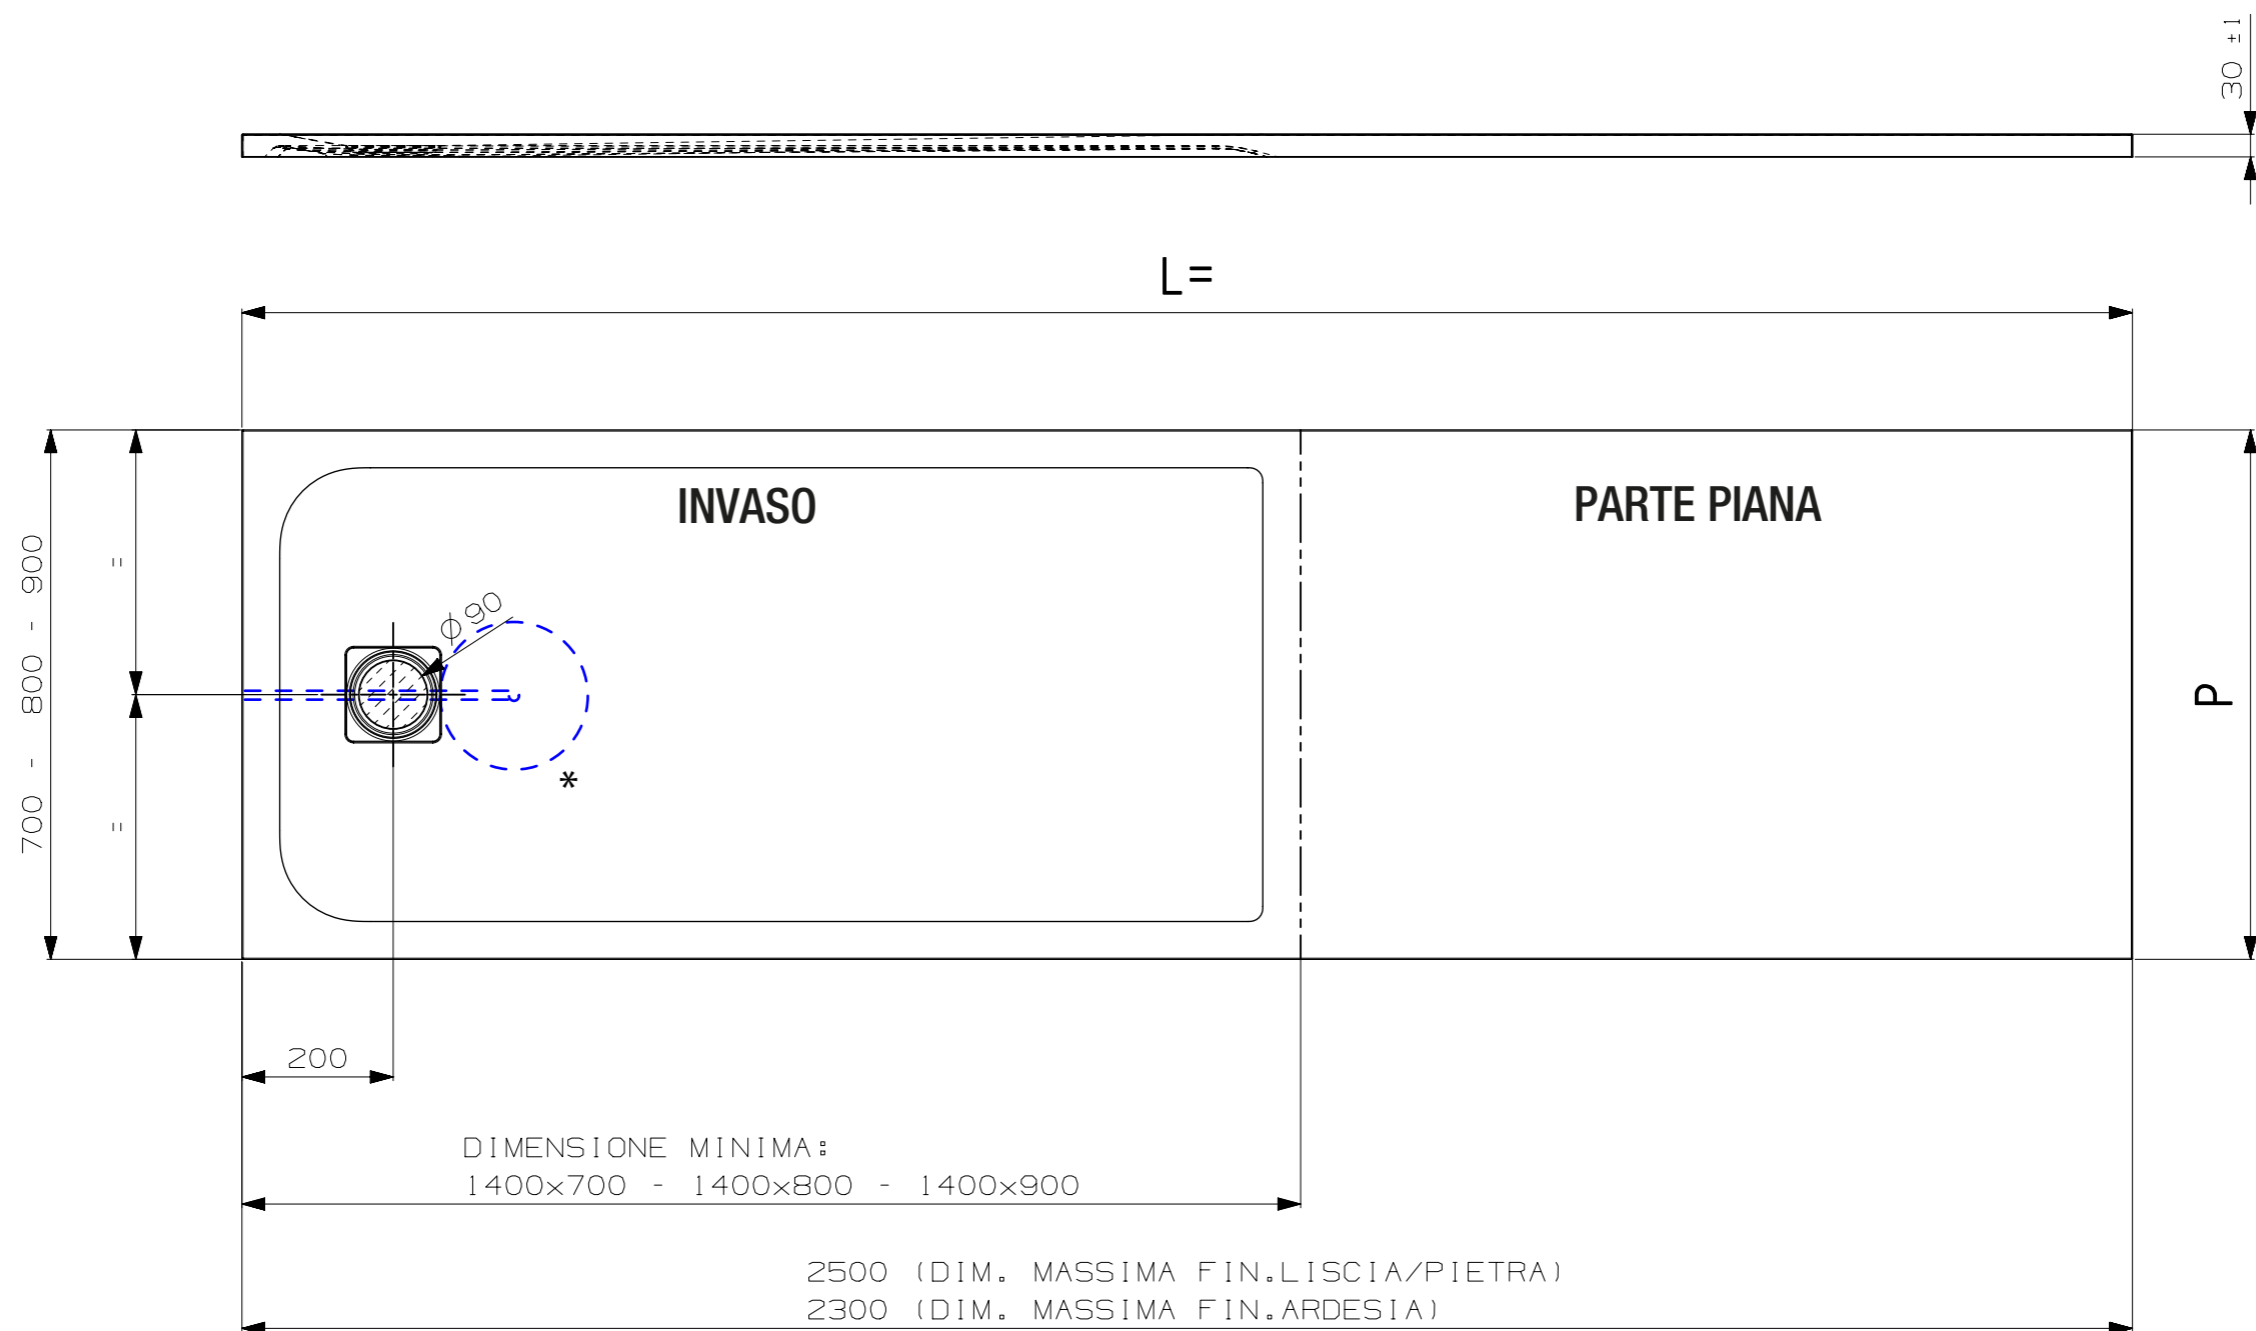 30 ±1
L=
INVASO
PARTE PIANA
700 - 800 - 900
=
=
Ø90
*
P
200
DIMENSIONE MINIMA:
1400x700 - 1400x800 - 1400x900
2500 (DIM. MASSIMA FIN.LISCIA/PIETRA)
2300 (DIM. MASSIMA FIN.ARDESIA)